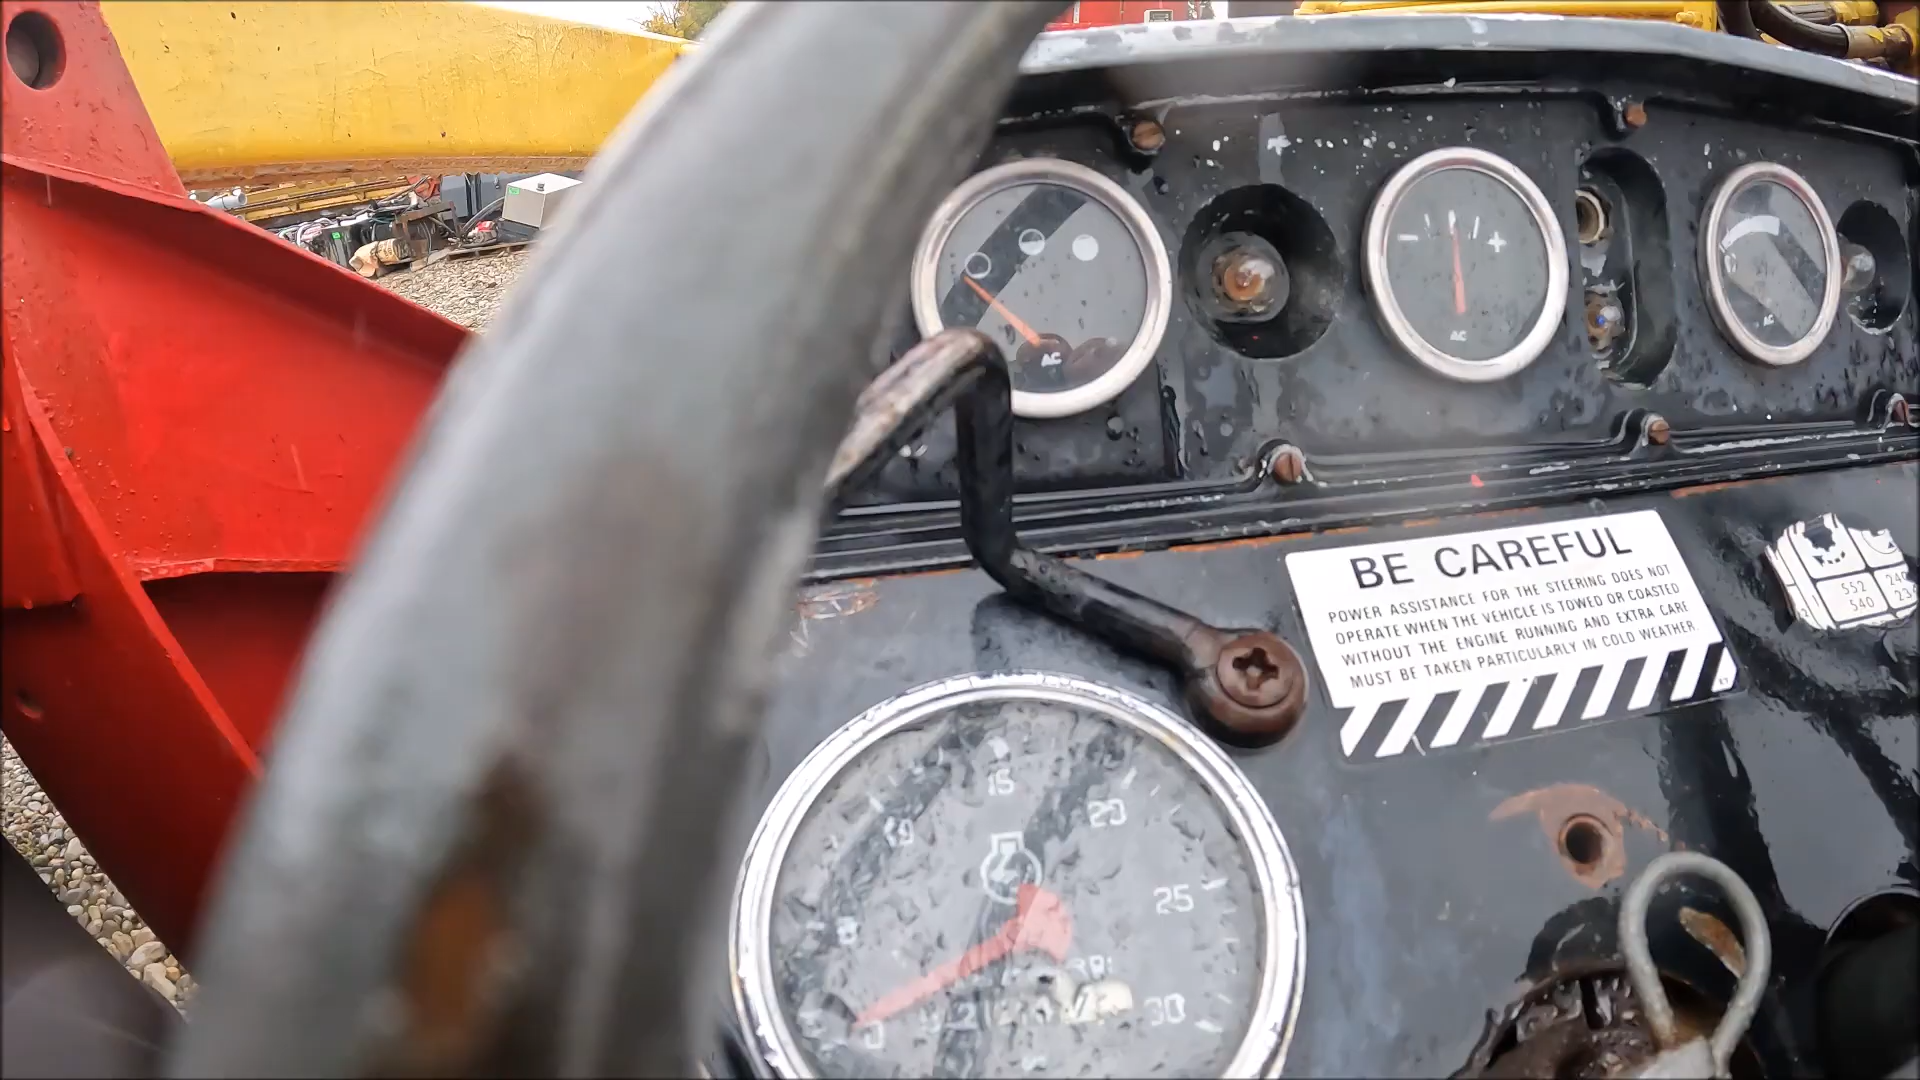 - +
AC
AC
AC
BE CAREFUL
POWER ASSISTANCE FOR THE STEERING DOES NOT
OPERATE WHEN THE VEHICLE IS TOWED OR COASTED
WITHOUT THE ENGINE RUNNING AND EXTRA CARE
MUST BE TAKEN PARTICULARLY IN COLD WEATHER
552
540
15
20
25
30